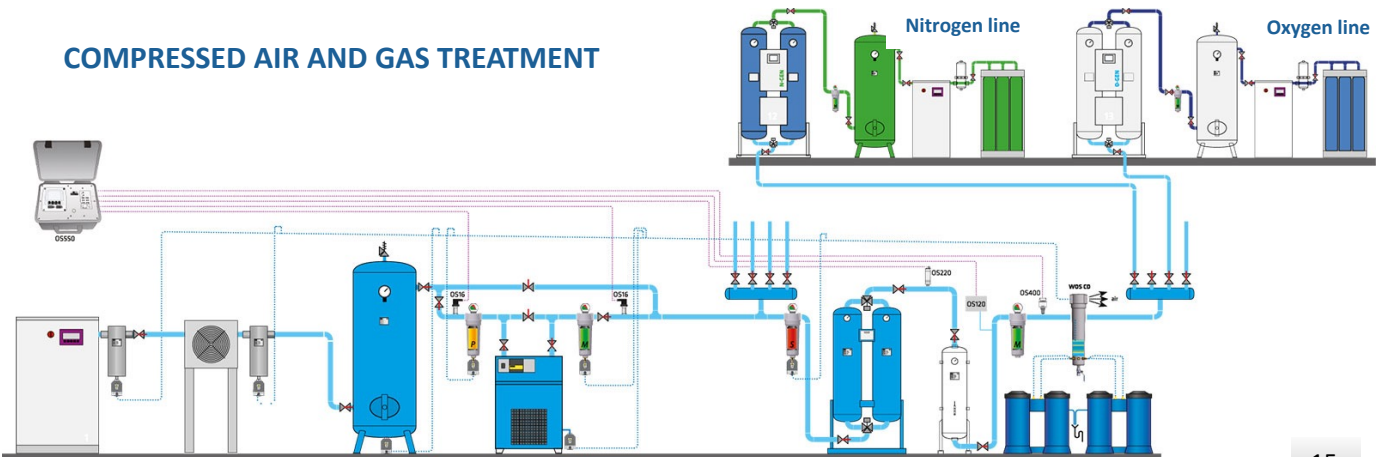 COMPRESSED AIR AND GAS TREATMENT
Nitrogen line
Oxygen line
N-GEN
O-GEN
OS550
OS16
OS16
OS220
OS120
OS400
WOS CD
air
P
M
S
M
15